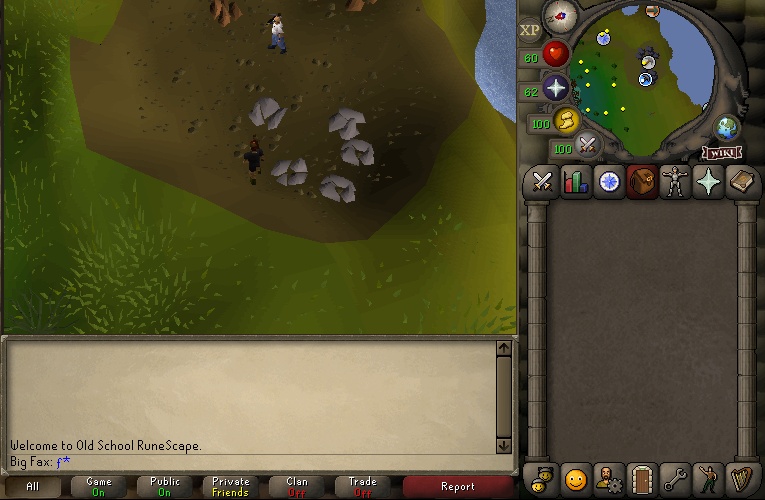 XP
60
62
100
100
WIKI
Welcome to Old School RuneScape.
Big Fax: f*
All
Game
On
Public
On
Private
Friends
Clan
Off
Trade
Off
Report